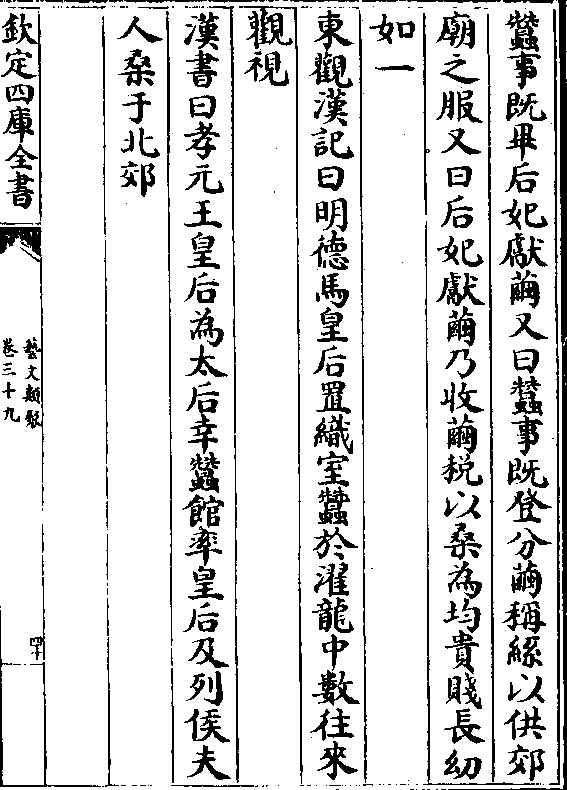 蠶事既畢后妃獻繭又曰蠶事既登分繭稱絲以供郊
廟之服又曰后妃獻繭乃收繭稅以桑為均貴賤長幼
如一
東觀漢記曰明德馬皇后置織室蠶於濯龍中數往來
觀視
漢書曰孝元王皇后為太后幸蠶館率皇后及列侯夫
人桑于北郊
欽定四庫全書
藝文類聚
卷三十九